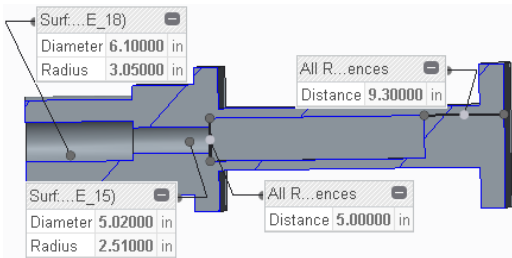 Surf:...E_18)
Diameter 6.10000 in
Radius 3.05000 in
All R...ences
Distance 9.30000 in
Surf:...E_15)
Diameter 5.02000 in
Radius 2.51000 in
All R...ences
Distance 5.00000 in